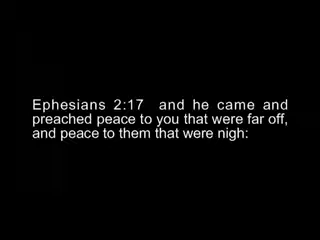 Ephesians 2:17 and he came and
preached peace to you that were far off,
and peace to them that were nigh: